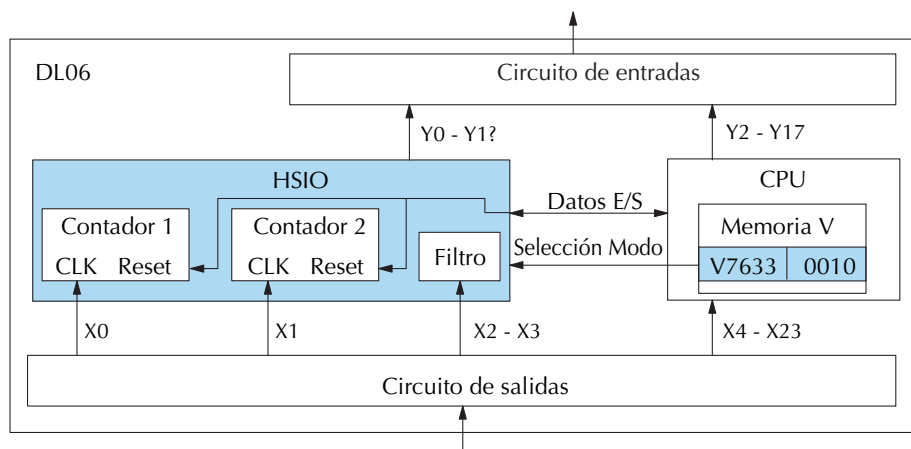 Circuito de entradas
DL06
Y0 - Y1?
Y2 - Y17
HSIO
CPU
Datos E/S
Contador 1
CLK Reset
Contador 2
CLK Reset
Filtro
Selección Modo
Memoria V
V7633 0010
X0
X1
X2 - X3
X4 - X23
Circuito de salidas